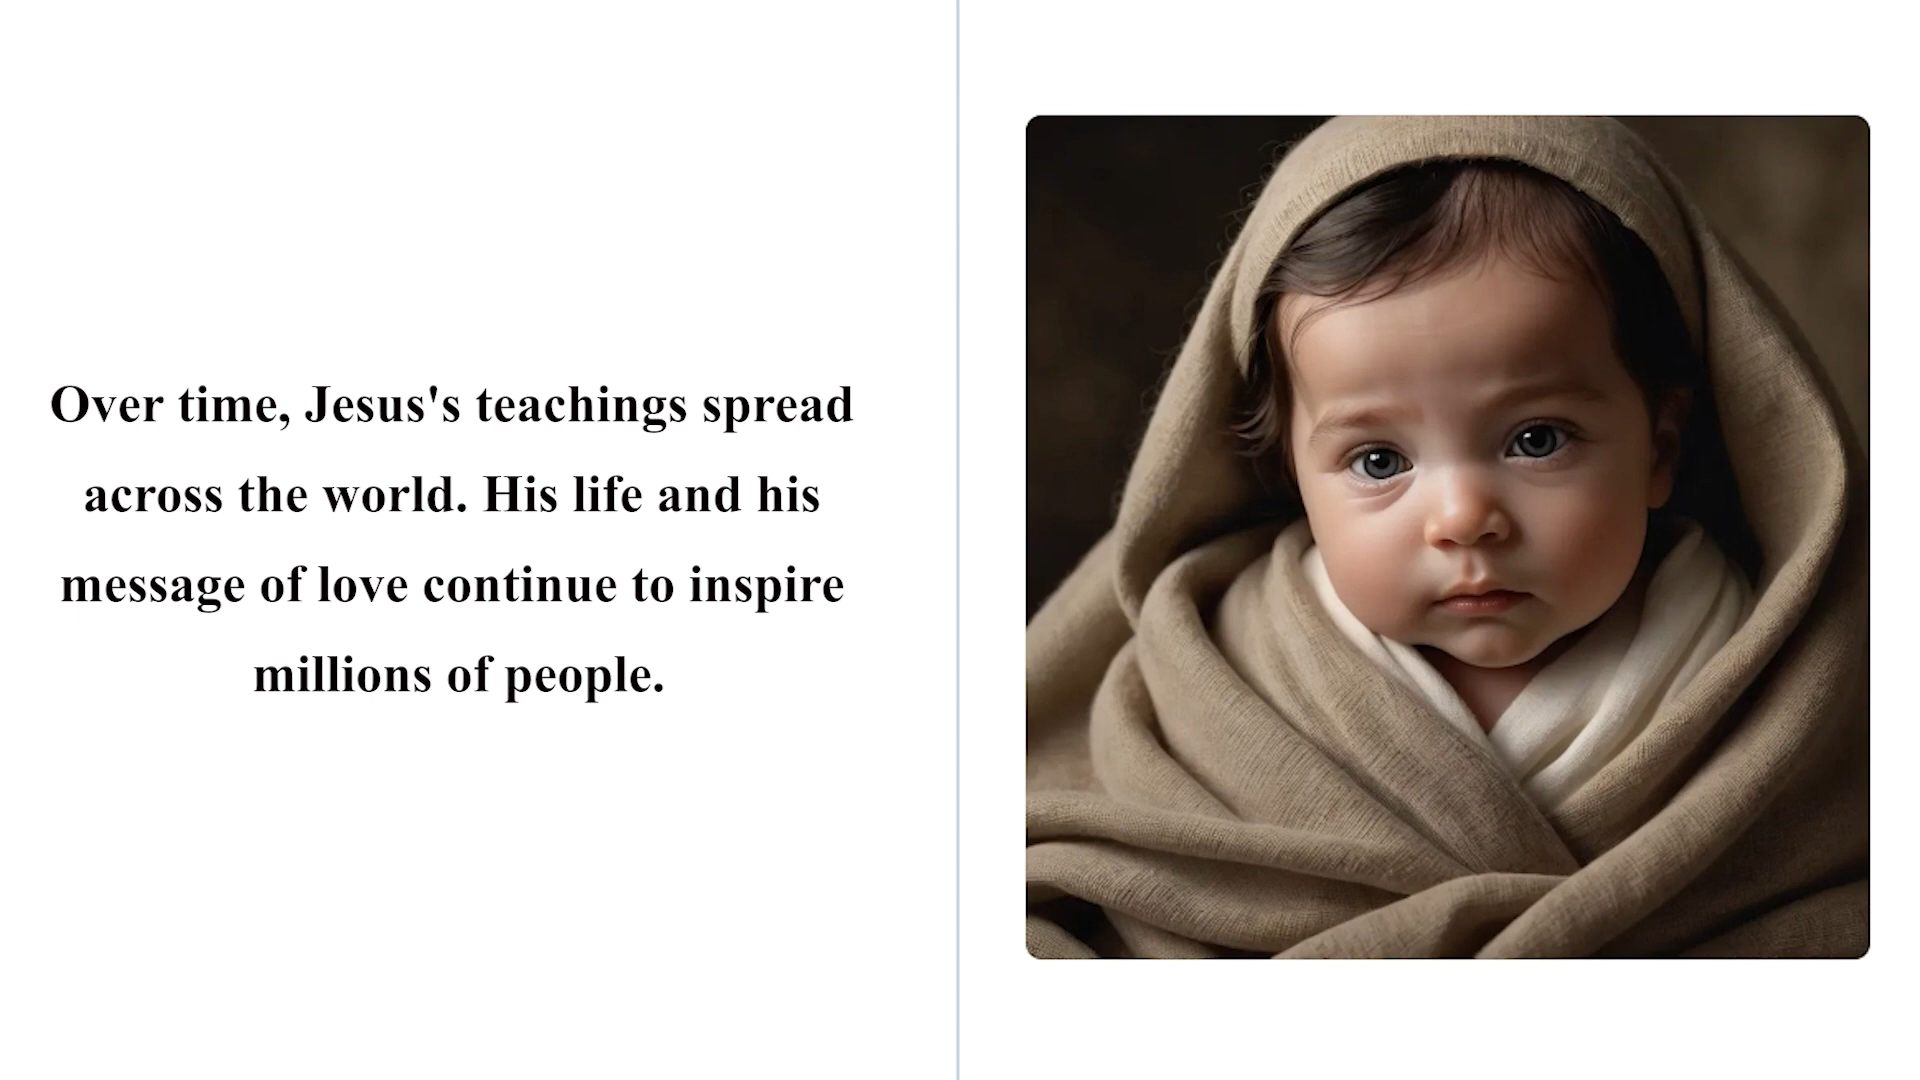 Over time, Jesus's teachings spread
across the world. His life and his
message of love continue to inspire
millions of people.